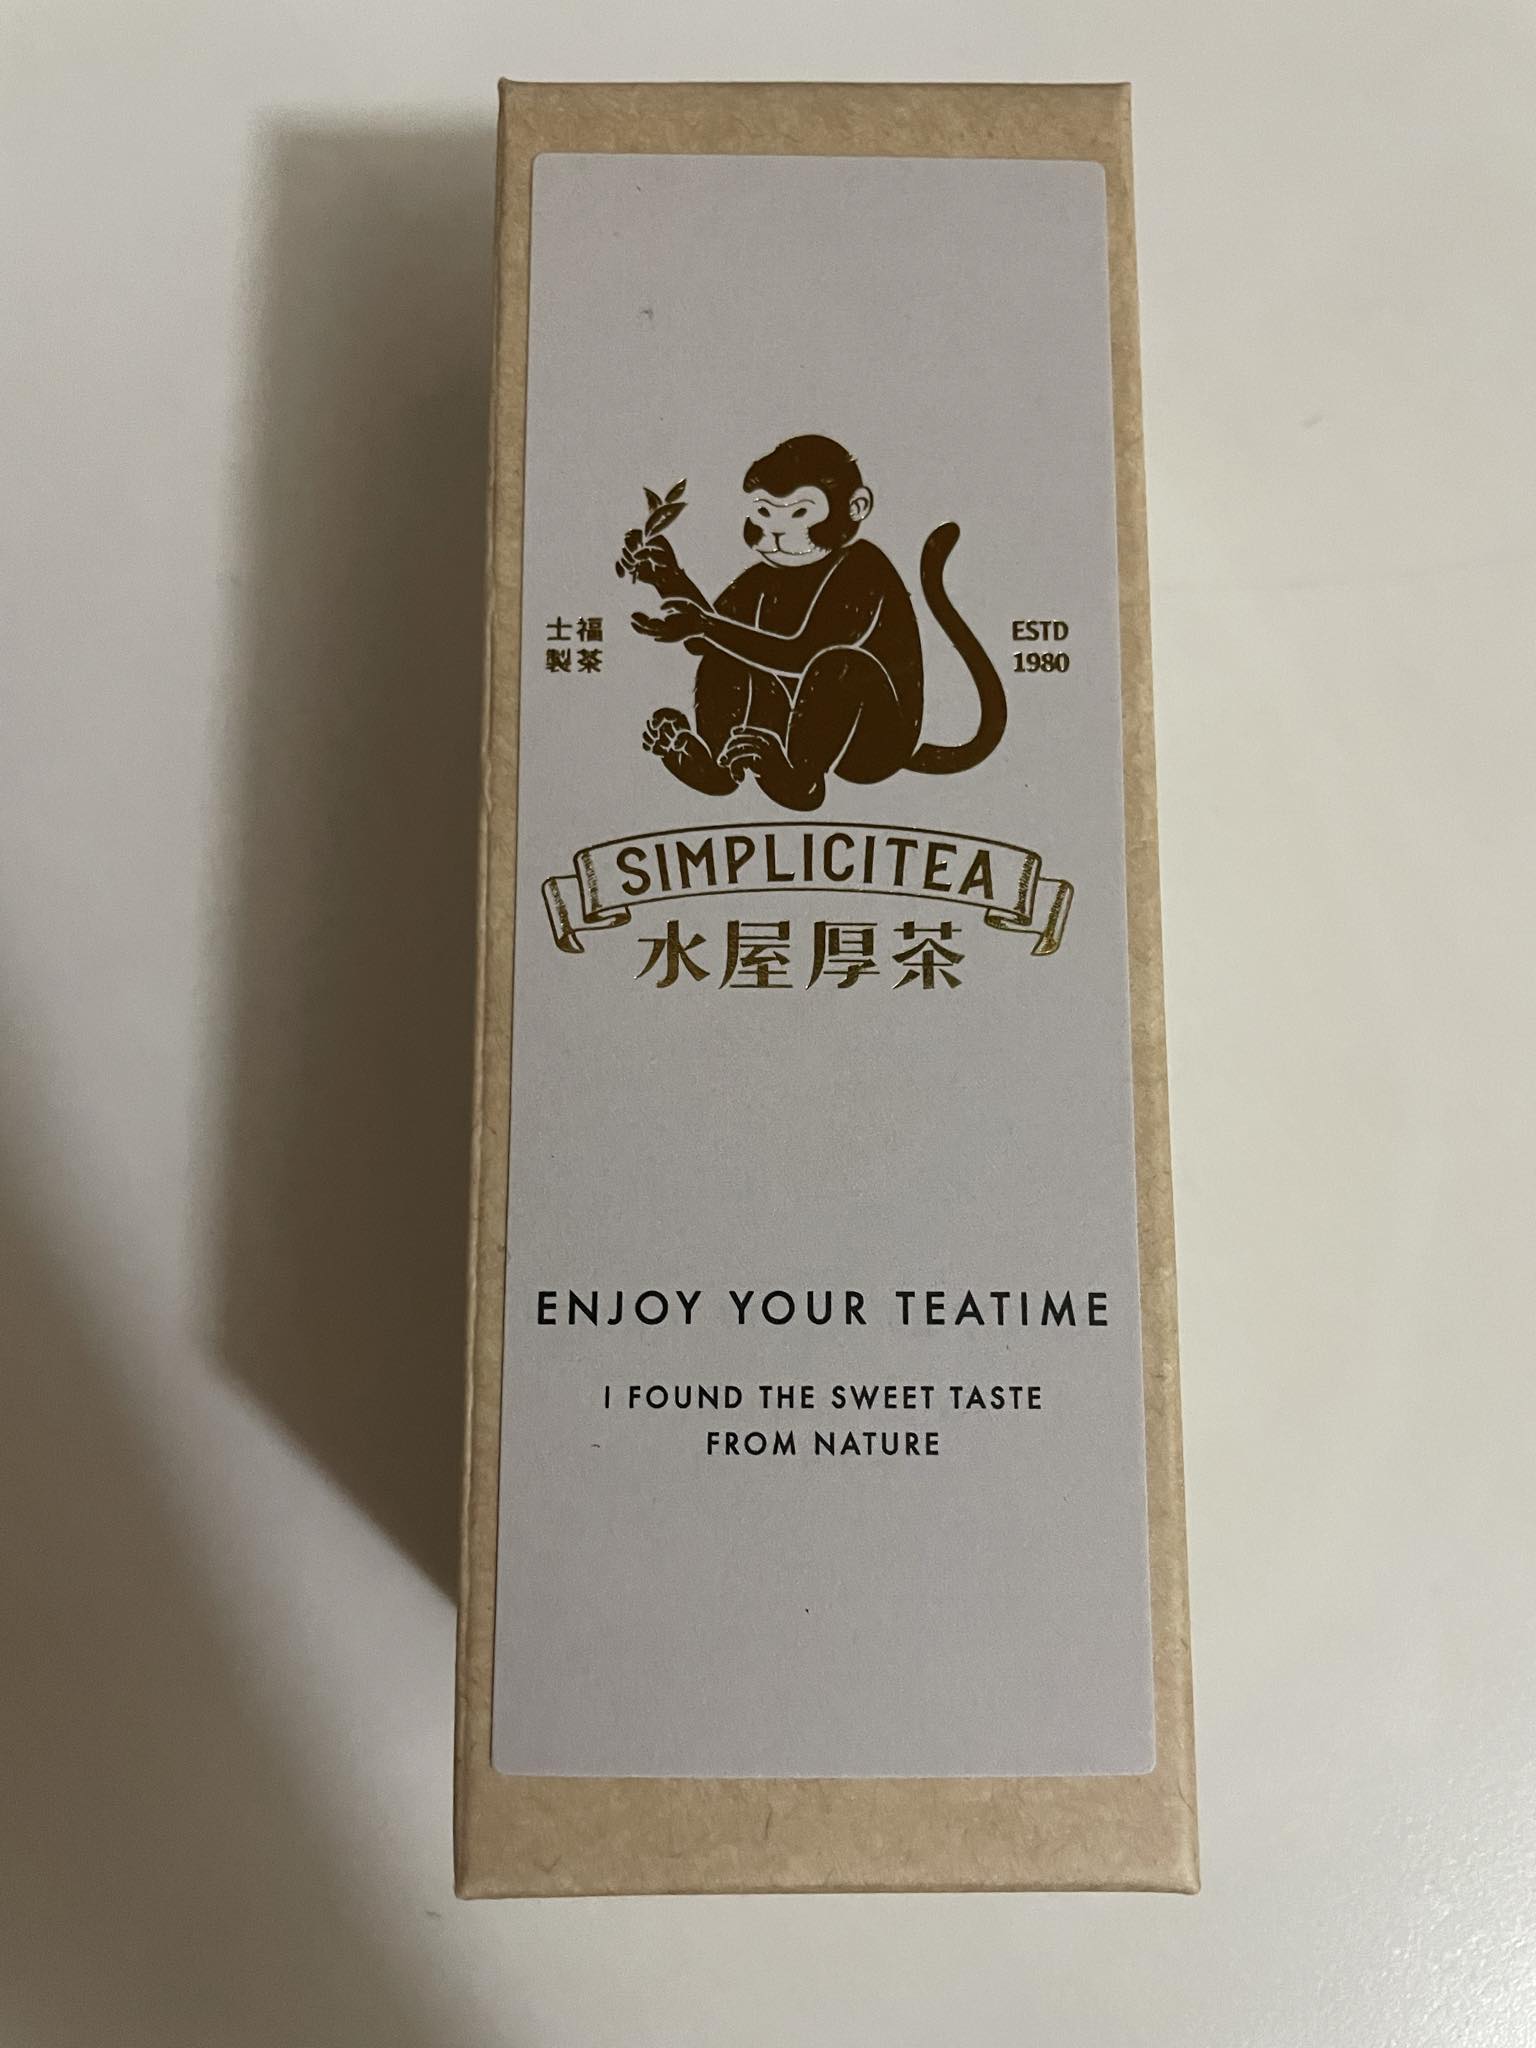 士福
製茶
ESTD
1980
SIMPLICITEA
水屋厚茶
ENJOY YOUR TEATIME
I FOUND THE SWEET TASTE
FROM NATURE